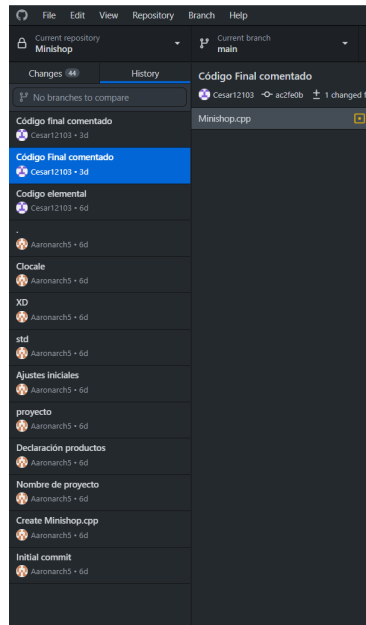 File Edit View Repository Branch Help
Current repository
Minishop
Current branch
main
Changes 44 History
No branches to compare
Código final comentado
Cesar12103 • 3d
Código Final comentado
Cesar12103 • 3d
Codigo elemental
Cesar12103 • 6d
.
Aaronarch5 • 6d
Clocale
Aaronarch5 • 6d
XD
Aaronarch5 • 6d
std
Aaronarch5 • 6d
Ajustes iniciales
Aaronarch5 • 6d
proyecto
Aaronarch5 • 6d
Declaración productos
Aaronarch5 • 6d
Nombre de proyecto
Aaronarch5 • 6d
Create Minishop.cpp
Aaronarch5 • 6d
Initial commit
Aaronarch5 • 6d
Código Final comentado
Cesar12103 ac2fe0b 1 changed
Minishop.cpp